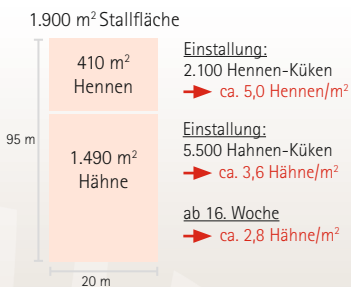 1.900 m² Stallfläche
410 m²
Hennen
95 m
1.490 m²
Hähne
20 m
Einstallung:
2.100 Hennen-Küken
ca. 5,0 Hennen/m²
Einstallung:
5.500 Hahnen-Küken
ca. 3,6 Hähne/m²
ab 16. Woche
ca. 2,8 Hähne/m²